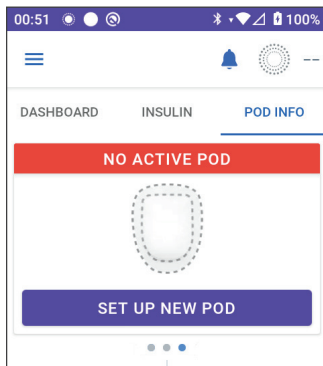 00:51 100%
--
DASHBOARD INSULIN POD INFO
NO ACTIVE POD
SET UP NEW POD